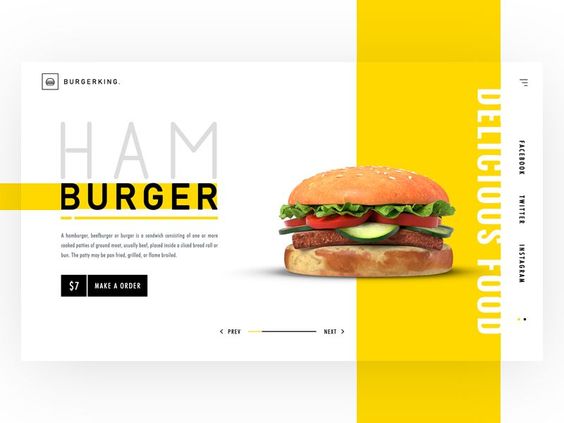 BURGERKING.
HAM
BURGER
A hamburger, beefburger or burger is a sandwich consisting of one or more
cooked patties of ground meat, usually beef, placed inside a sliced bread roll or
bun. The patty may be pan fried, grilled, or flame broiled.
$7 MAKE A ORDER
PREV NEXT
DELICIOUS FOOD
FACEBOOK
TWITTER
INSTAGRAM